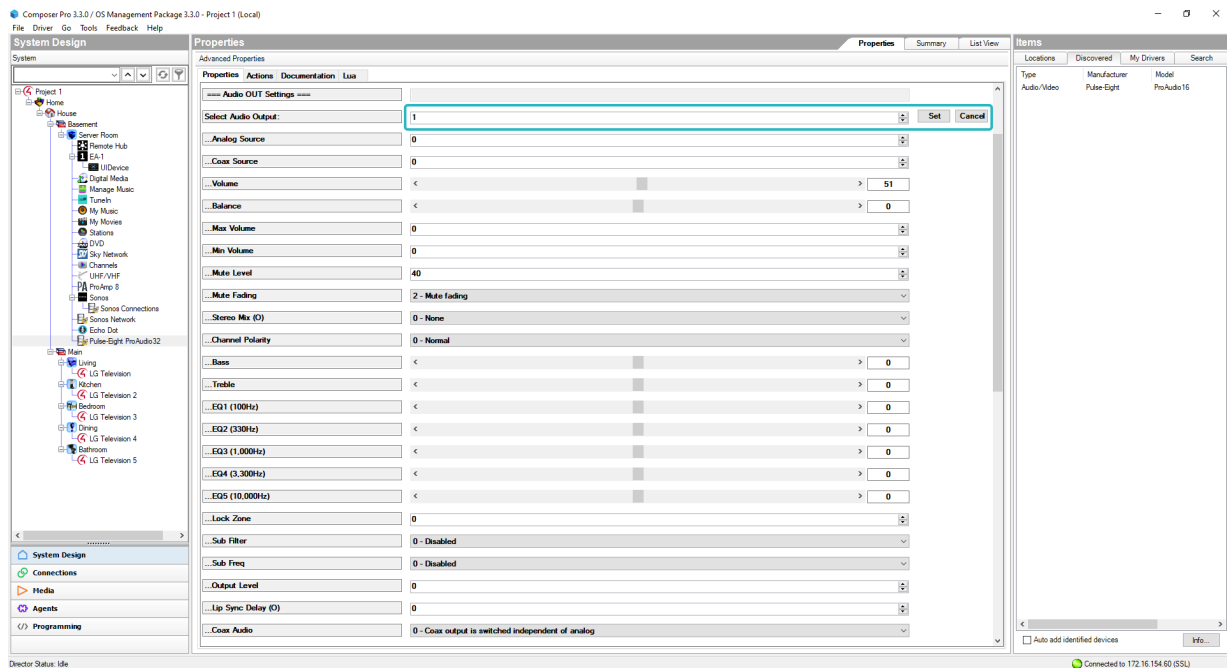 Composer Pro 3.3.0 / OS Management Package 3.3.0 - Project 1 (Local)
File Driver Go Tools Feedback Help
System Design
System
Project 1
Home
House
Basement
Server Room
Remote Hub
EA-1
UIDevice
Digital Media
Manage Music
TuneIn
My Music
My Movies
Stations
DVD
Sky Network
Channels
UHF/VHF
ProAmp 8
Sonos
Sonos Connections
Sonos Network
Echo Dot
Pulse-Eight ProAudio32
Main
Living
LG Television
Kitchen
LG Television 2
Bedroom
LG Television 3
Dining
LG Television 4
Bathroom
LG Television 5
System Design
Connections
Media
Agents
Programming
Director Status: Idle
Properties
Properties Summary List View
Advanced Properties
Properties Actions Documentation Lua
=== Audio OUT Settings ===
Select Audio Output: 1 Set Cancel
...Analog Source 0
...Coax Source 0
...Volume < > 51
...Balance < > 0
...Max Volume 0
...Min Volume 0
...Mute Level 40
...Mute Fading 2 - Mute fading
...Stereo Mix (O) 0 - None
...Channel Polarity 0 - Normal
...Bass < > 0
...Treble < > 0
...EQ1 (100Hz) < > 0
...EQ2 (330Hz) < > 0
...EQ3 (1,000Hz) < > 0
...EQ4 (3,300Hz) < > 0
...EQ5 (10,000Hz) < > 0
...Lock Zone 0
...Sub Filter 0 - Disabled
...Sub Freq 0 - Disabled
...Output Level 0
...Lip Sync Delay (O) 0
...Coax Audio 0 - Coax output is switched independent of analog
Items
Locations Discovered My Drivers Search
Type Manufacturer Model
Audio/Video Pulse-Eight ProAudio16
Auto add identified devices Info...
Connected to 172.16.154.60 (SSL)